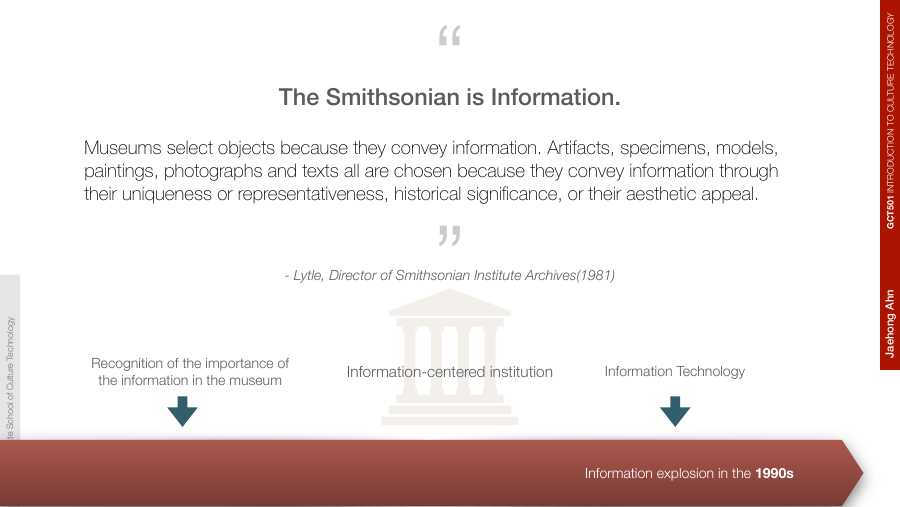 “
The Smithsonian is Information.
Museums select objects because they convey information. Artifacts, specimens, models,
paintings, photographs and texts all are chosen because they convey information through
their uniqueness or representativeness, historical significance, or their aesthetic appeal.
”
- Lytle, Director of Smithsonian Institute Archives(1981)
Recognition of the importance of
the information in the museum
Information-centered institution
Information Technology
Information explosion in the 1990s
GCT501 INTRODUCTION TO CULTURE TECHNOLOGY
Jaehong Ahn
School of Culture Technology